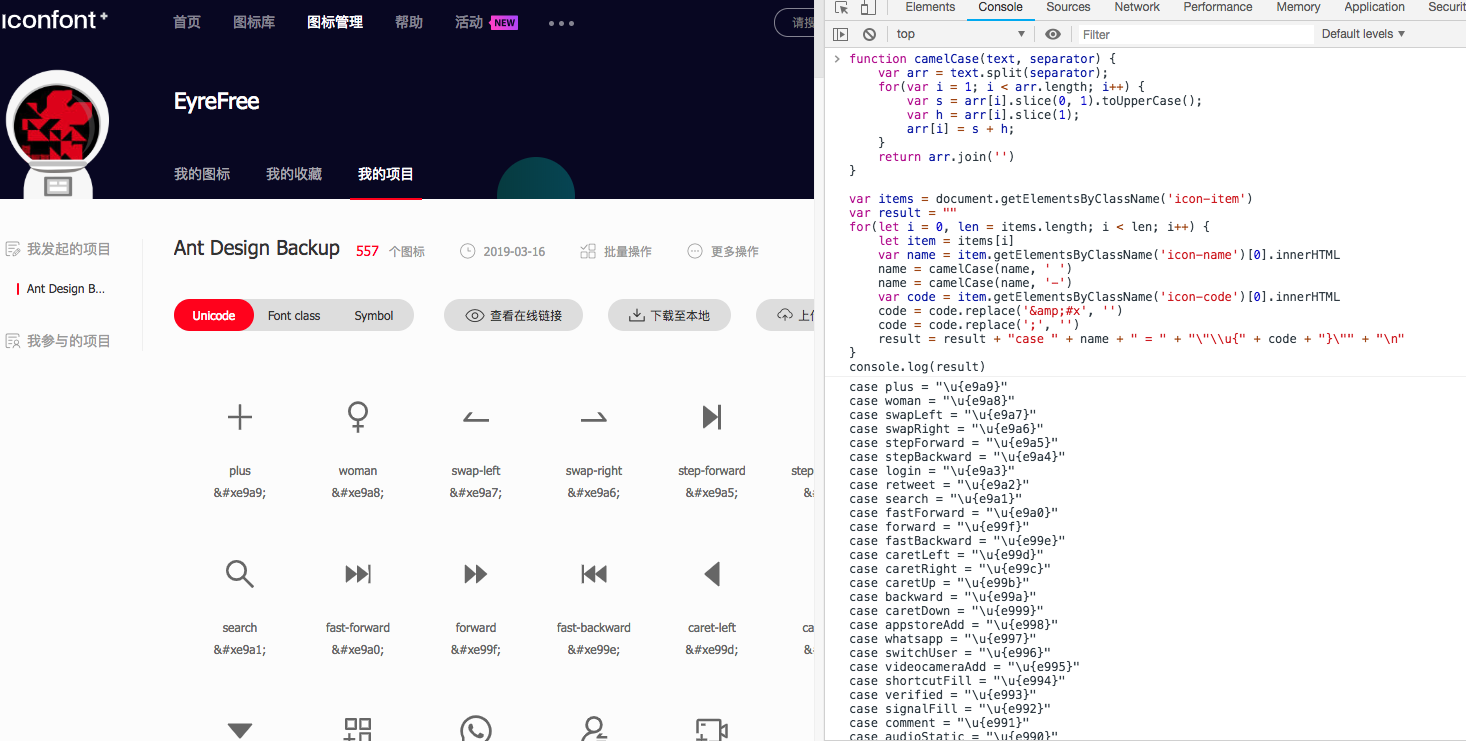 iconfont+
首页 图标库 图标管理 帮助 活动 NEW
EyreFree
我的图标 我的收藏 我的项目
我发起的项目
Ant Design B...
我参与的项目
Ant Design Backup 557 个图标 2019-03-16 批量操作 更多操作
Unicode Font class Symbol 查看在线链接 下载至本地
plus woman swap-left swap-right step-forward
&#xe9a9; &#xe9a8; &#xe9a7; &#xe9a6; &#xe9a5;
search fast-forward forward fast-backward caret-left
&#xe9a1; &#xe9a0; &#xe99f; &#xe99e; &#xe99d;
Elements Console Sources Network Performance Memory Application
top Filter Default levels
function camelCase(text, separator) {
var arr = text.split(separator);
for(var i = 1; i < arr.length; i++) {
var s = arr[i].slice(0, 1).toUpperCase();
var h = arr[i].slice(1);
arr[i] = s + h;
}
return arr.join('')
}
var items = document.getElementsByClassName('icon-item')
var result = ""
for(let i = 0, len = items.length; i < len; i++) {
let item = items[i]
var name = item.getElementsByClassName('icon-name')[0].innerHTML
name = camelCase(name, ' ')
name = camelCase(name, '-')
var code = item.getElementsByClassName('icon-code')[0].innerHTML
code = code.replace('&amp;#x', '')
code = code.replace(';', '')
result = result + "case " + name + " = " + "\"\\u{" + code + "}\"" + "\n"
}
console.log(result)
case plus = "\u{e9a9}"
case woman = "\u{e9a8}"
case swapLeft = "\u{e9a7}"
case swapRight = "\u{e9a6}"
case stepForward = "\u{e9a5}"
case stepBackward = "\u{e9a4}"
case login = "\u{e9a3}"
case retweet = "\u{e9a2}"
case search = "\u{e9a1}"
case fastForward = "\u{e9a0}"
case forward = "\u{e99f}"
case fastBackward = "\u{e99e}"
case caretLeft = "\u{e99d}"
case caretRight = "\u{e99c}"
case caretUp = "\u{e99b}"
case backward = "\u{e99a}"
case caretDown = "\u{e999}"
case appstoreAdd = "\u{e998}"
case whatsapp = "\u{e997}"
case switchUser = "\u{e996}"
case videocameraAdd = "\u{e995}"
case shortcutFill = "\u{e994}"
case verified = "\u{e993}"
case signalFill = "\u{e992}"
case comment = "\u{e991}"
case audioStatic = "\u{e990}"